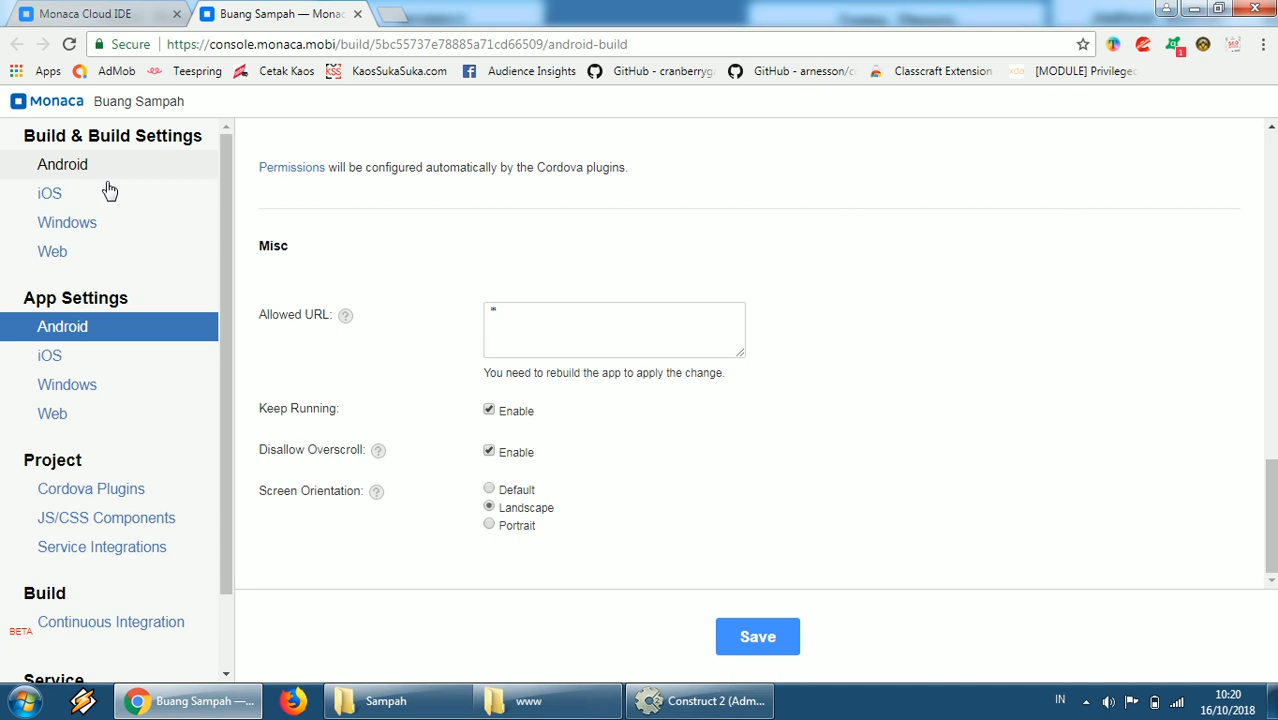 Monaca Cloud IDE
Buang Sampah — Monac
Secure
https://console.monaca.mobi/build/5bc55737e78885a71cd66509/android-build
Apps
AdMob
Teespring
Cetak Kaos
KaosSukaSuka.com
Audience Insights
GitHub - cranberryg
GitHub - arnesson/c
Classcraft Extension
[MODULE] Privileged
Monaca
Buang Sampah
Build & Build Settings
Android
iOS
Windows
Web
App Settings
Android
iOS
Windows
Web
Project
Cordova Plugins
JS/CSS Components
Service Integrations
Build
BETA Continuous Integration
Service
Permissions will be configured automatically by the Cordova plugins.
Misc
Allowed URL: ?
*
You need to rebuild the app to apply the change.
Keep Running:
Enable
Disallow Overscroll: ?
Enable
Screen Orientation: ?
Default
Landscape
Portrait
Save
Buang Sampah —...
Sampah
www
Construct 2 (Adm...
IN
10:20
16/10/2018